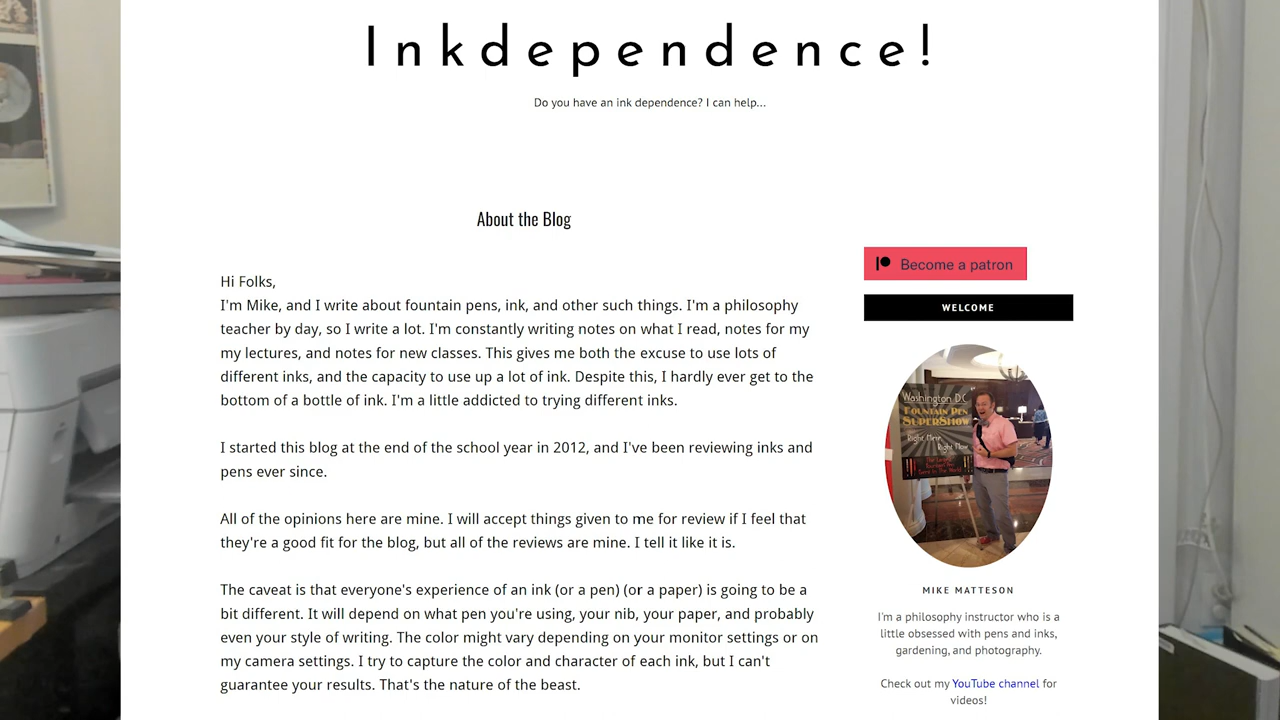 Inkdependence!
Do you have an ink dependence? I can help...
About the Blog
Hi Folks,
I'm Mike, and I write about fountain pens, ink, and other such things. I'm a philosophy
teacher by day, so I write a lot. I'm constantly writing notes on what I read, notes for my
my lectures, and notes for new classes. This gives me both the excuse to use lots of
different inks, and the capacity to use up a lot of ink. Despite this, I hardly ever get to the
bottom of a bottle of ink. I'm a little addicted to trying different inks.
I started this blog at the end of the school year in 2012, and I've been reviewing inks and
pens ever since.
All of the opinions here are mine. I will accept things given to me for review if I feel that
they're a good fit for the blog, but all of the reviews are mine. I tell it like it is.
The caveat is that everyone's experience of an ink (or a pen) (or a paper) is going to be a
bit different. It will depend on what pen you're using, your nib, your paper, and probably
even your style of writing. The color might vary depending on your monitor settings or on
my camera settings. I try to capture the color and character of each ink, but I can't
guarantee your results. That's the nature of the beast.
Become a patron
WELCOME
Washington D.C
FOUNTAIN PEN
SUPERSHOW
Right Here
Right Now
MIKE MATTESON
I'm a philosophy instructor who is a
little obsessed with pens and inks,
gardening, and photography.
Check out my YouTube channel for
videos!